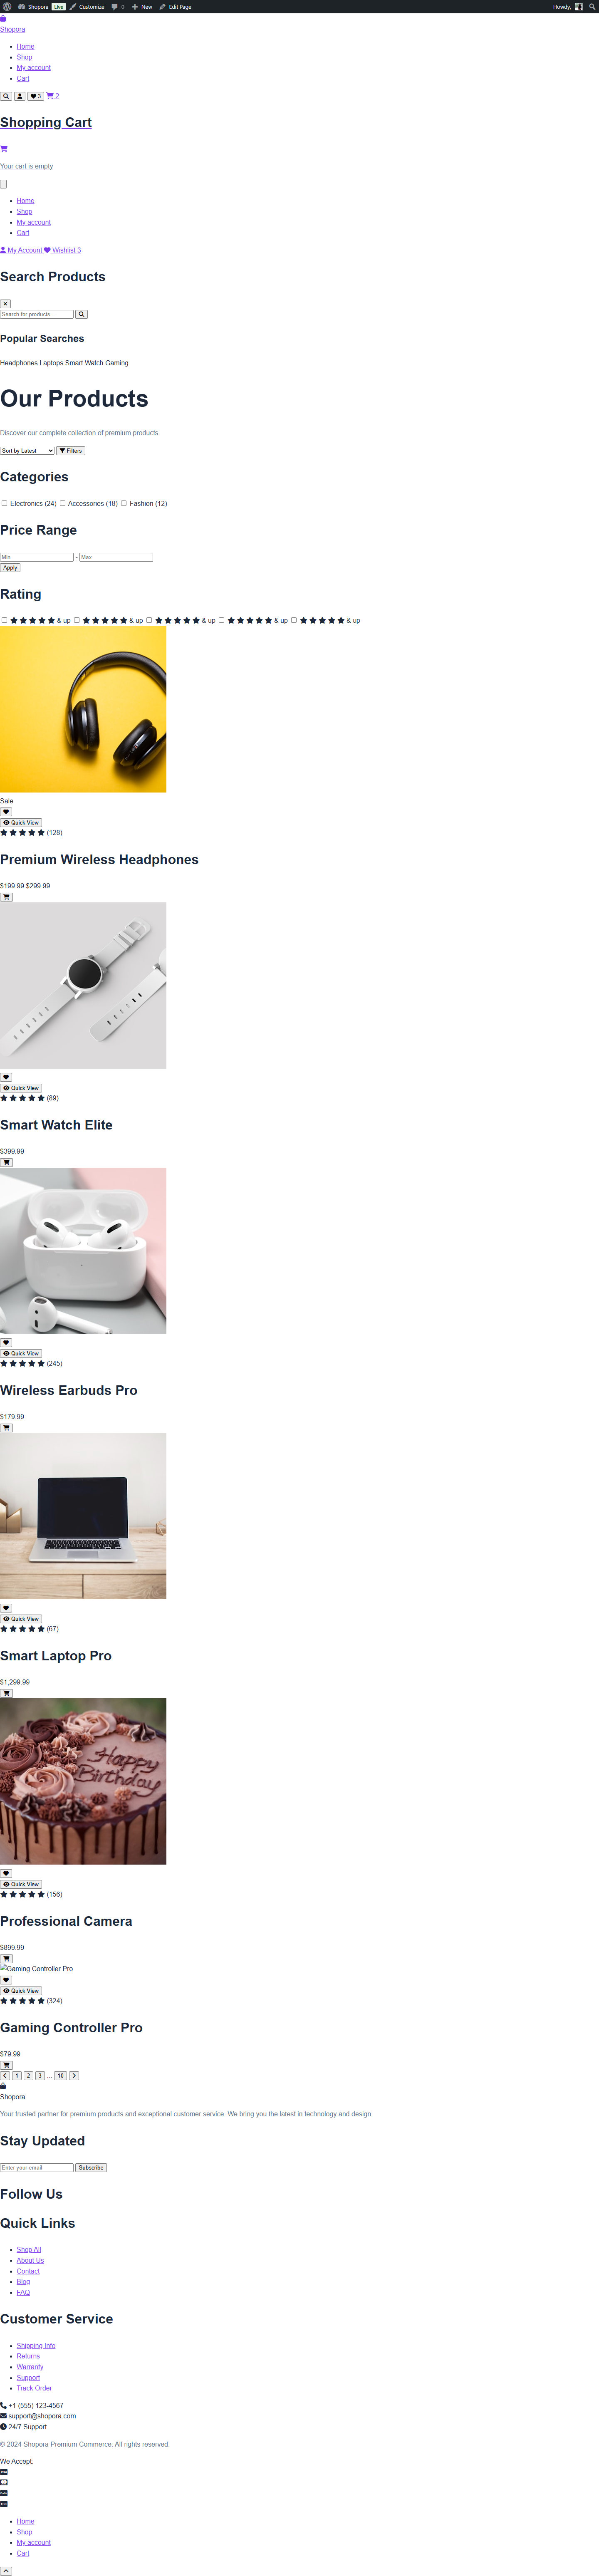 Shopora Live Customize 0 New Edit Page Howdy,
Shopora
Home
Shop
My account
Cart
3 2
Shopping Cart
Your cart is empty
Home
Shop
My account
Cart
My Account Wishlist 3
Search Products
Search for products...
Popular Searches
Headphones Laptops Smart Watch Gaming
Our Products
Discover our complete collection of premium products
Sort by Latest Filters
Categories
Electronics (24) Accessories (18) Fashion (12)
Price Range
Min - Max
Apply
Rating
& up & up & up & up & up
Sale
Quick View
(128)
Premium Wireless Headphones
$199.99 $299.99
Quick View
(89)
Smart Watch Elite
$399.99
Quick View
(245)
Wireless Earbuds Pro
$179.99
Quick View
(67)
Smart Laptop Pro
$1,299.99
Happy
Birthday
Quick View
(156)
Professional Camera
$899.99
Gaming Controller Pro
Quick View
(324)
Gaming Controller Pro
$79.99
1 2 3 ... 10
Shopora
Your trusted partner for premium products and exceptional customer service. We bring you the latest in technology and design.
Stay Updated
Enter your email Subscribe
Follow Us
Quick Links
Shop All
About Us
Contact
Blog
FAQ
Customer Service
Shipping Info
Returns
Warranty
Support
Track Order
+1 (555) 123-4567
support@shopora.com
24/7 Support
© 2024 Shopora Premium Commerce. All rights reserved.
We Accept:
Home
Shop
My account
Cart